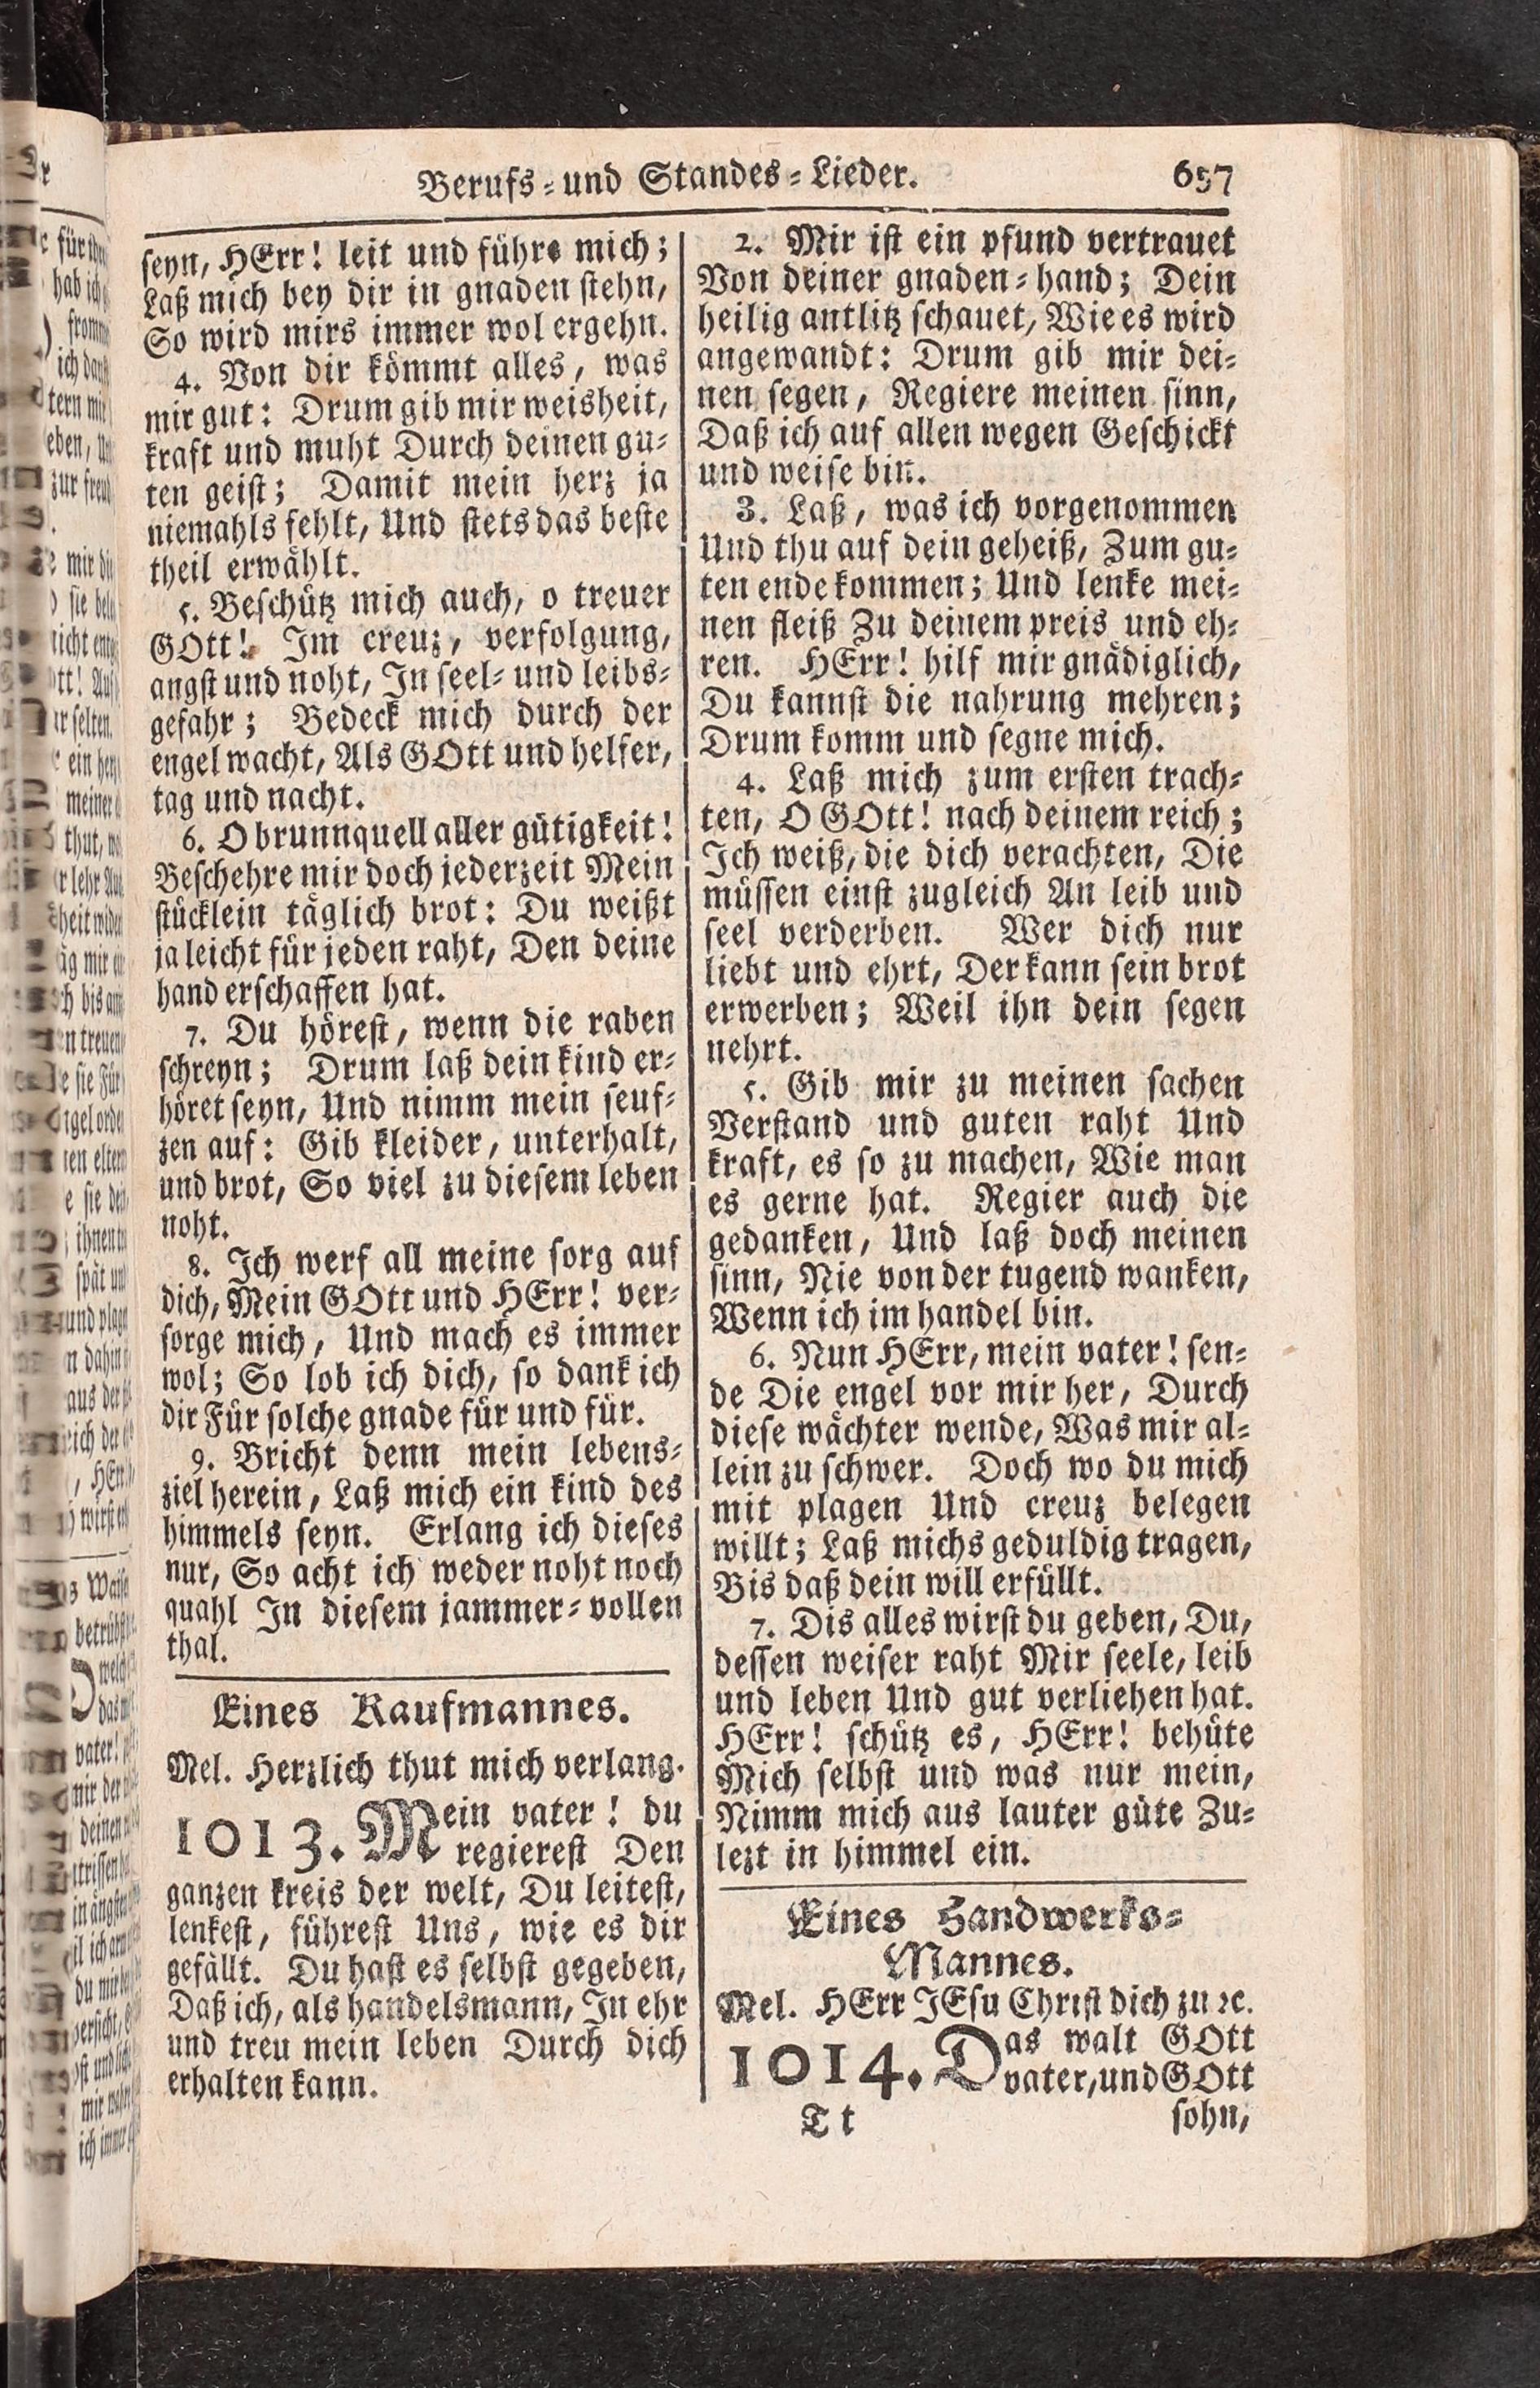 Berufs-und Standes-Lieder. 657
seyn, HErr! leit und führe mich;
Laß mich bey dir in gnaden stehn,
So wird mirs immer wol ergehn.
4. Von dir kömmt alles, was
mir gut: Drum gib mir weisheit,
kraft und muht Durch deinen gu-
ten geist; Damit mein herz ja
niemahls fehlt, Und stets das beste
theil erwählt.
5. Beschütz mich auch, o treuer
GOtt! Im creuz, verfolgung,
angst und noht, In seel- und leibs-
gefahr; Bedeck mich durch der
engel wacht, Als GOtt und helfer,
tag und nacht.
6. O brunnquell aller gütigkeit!
Beschehre mir doch jederzeit Mein
stücklein täglich brot: Du weißt
ja leicht für jeden raht, Den deine
hand erschaffen hat.
7. Du hörest, wenn die raben
schreyn; Drum laß dein kind er-
höret seyn, Und nimm mein seuf-
zen auf: Gib kleider, unterhalt,
und brot, So viel zu diesem leben
noht.
8. Ich werf all meine sorg auf
dich, Mein GOtt und HErr! ver-
sorge mich, Und mach es immer
wol; So lob ich dich, so dank ich
dir Für solche gnade für und für.
9. Bricht denn mein lebens-
ziel herein, Laß mich ein kind des
himmels seyn. Erlang ich dieses
nur, So acht ich weder noht noch
quahl In diesem jammer-vollen
thal.
Eines Kaufmannes.
Mel. Herzlich thut mich verlang.
1013. Mein vater! du
regierest Den
ganzen kreis der welt, Du leitest,
lenkest, führest Uns, wie es dir
gefällt. Du hast es selbst gegeben,
Daß ich, als handelsmann, In ehr
und treu mein leben Durch dich
erhalten kann.
2. Mir ist ein pfund vertrauet
Von deiner gnaden-hand; Dein
heilig antlitz schauet, Wie es wird
angewandt: Drum gib mir dei-
nen segen, Regiere meinen sinn,
Daß ich auf allen wegen Geschickt
und weise bin.
3. Laß, was ich vorgenommen
Und thu auf dein geheiß, Zum gu-
ten ende kommen; Und lenke mei-
nen fleiß Zu deinem preis und eh-
ren. HErr! hilf mir gnädiglich,
Du kannst die nahrung mehren;
Drum komm und segne mich.
4. Laß mich zum ersten trach-
ten, O GOtt! nach deinem reich;
Ich weiß, die dich verachten, Die
müssen einst zugleich An leib und
seel verderben. Wer dich nur
liebt und ehrt, Der kann sein brot
erwerben; Weil ihn dein segen
nehrt.
5. Gib mir zu meinen sachen
Verstand und guten raht Und
kraft, es so zu machen, Wie man
es gerne hat. Regier auch die
gedanken, Und laß doch meinen
sinn, Nie von der tugend wanken,
Wenn ich im handel bin.
6. Nun HErr, mein vater! sen-
de Die engel vor mir her, Durch
diese wächter wende, Was mir al-
lein zu schwer. Doch wo du mich
mit plagen Und creuz belegen
willt; Laß michs geduldig tragen,
Bis daß dein will erfüllt.
7. Dis alles wirst du geben, Du,
dessen weiser raht Mir seele, leib
und leben Und gut verliehen hat.
HErr! schütz es, HErr! behüte
Mich selbst und was nur mein,
Nimm mich aus lauter güte Zu-
lezt in himmel ein.
Eines Handwerks-
Mannes.
Mel. HErr JEsu Christ dich zu ꝛc.
1014. Das walt GOtt
vater, und GOtt
Tt sohn,